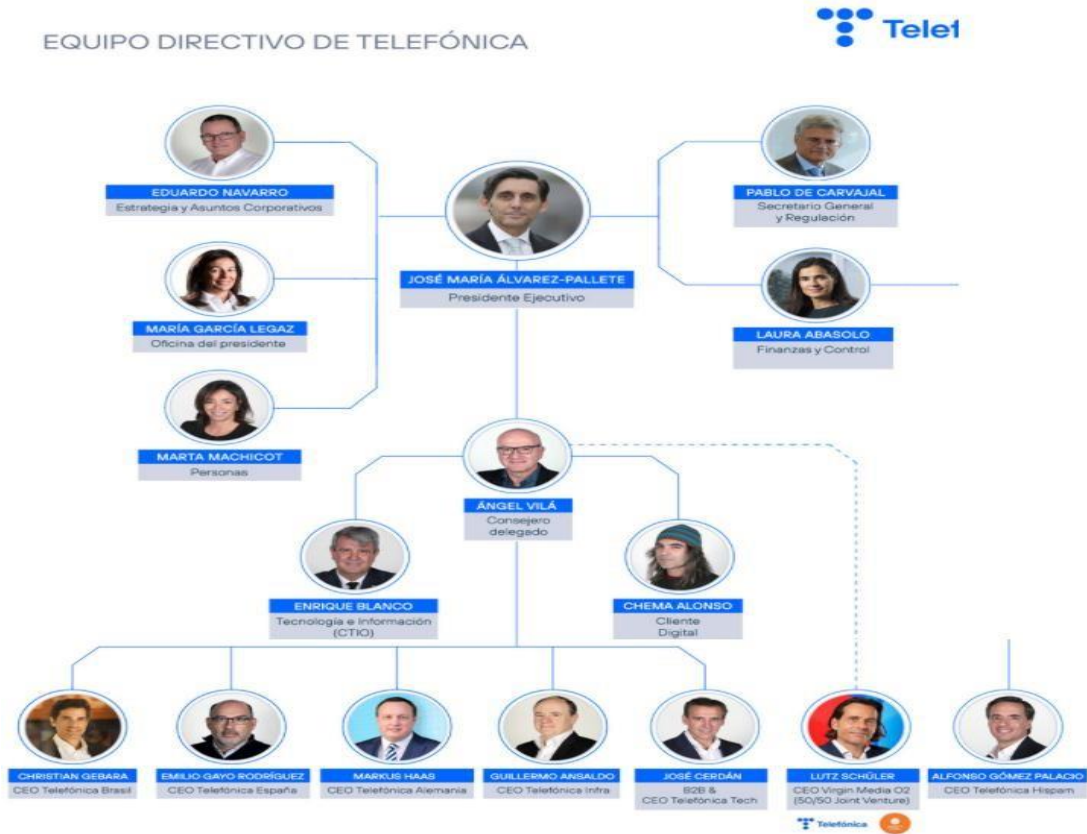 EQUIPO DIRECTIVO DE TELEFÓNICA
Telef
EDUARDO NAVARRO
Estrategia y Asuntos Corporativos
PABLO DE CARVAJAL
Secretario General
y Regulación
JOSÉ MARÍA ÁLVAREZ-PALLETE
Presidente Ejecutivo
MARÍA GARCÍA LEGAZ
Oficina del presidente
LAURA ABASOLO
Finanzas y Control
MARTA MACHICOT
Personas
ÁNGEL VILÁ
Consejero
delegado
ENRIQUE BLANCO
Tecnología e Información
(CTIO)
CHEMA ALONSO
Cliente
Digital
CHRISTIAN GEBARA
CEO Telefónica Brasil
EMILIO GAYO RODRÍGUEZ
CEO Telefónica España
MARKUS HAAS
CEO Telefónica Alemania
GUILLERMO ANSALDO
CEO Telefónica Infra
JOSÉ CERDÁN
B2B &
CEO Telefónica Tech
LUTZ SCHÜLER
CEO Virgin Media O2
(50/50 Joint Venture)
Telefónica
ALFONSO GÓMEZ PALACIO
CEO Telefónica Hispam